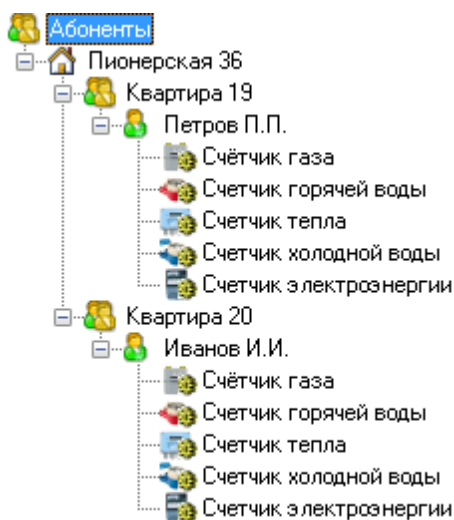 Абоненты
Пионерская 36
Квартира 19
Петров П.П.
Счётчик газа
Счетчик горячей воды
Счетчик тепла
Счетчик холодной воды
Счетчик электроэнергии
Квартира 20
Иванов И.И.
Счётчик газа
Счетчик горячей воды
Счетчик тепла
Счетчик холодной воды
Счетчик электроэнергии